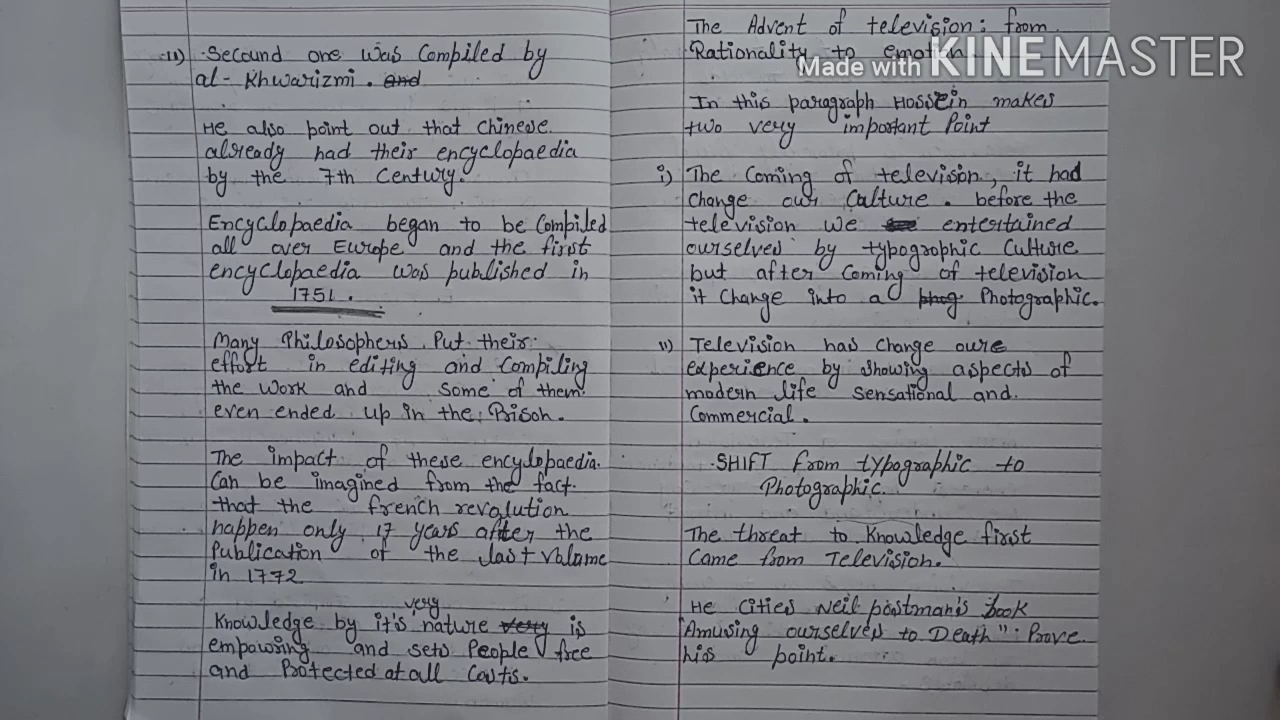 ii) Secound one was compiled by
al-Khwarizmi. and
He also point out that chinese
already had their encyclopaedia
by the 7th Century.
Encyclopaedia began to be compiled
all over Europe and the first
encyclopaedia was published in
1751.
Many Philosophers Put their
effort in editing and compiling
the work and some of them
even ended up in the Prison.
The impact of these encylopaedia.
Can be imagined from the fact
that the french revolution
happen only 17 years after the
publication of the last valume
in 1772
very
Knowledge by it's nature very is
empowring and sets People free
and Protected at all Costs.
The Advent of television: from
Rationality to emotion
Made with KINEMASTER
In this paragraph Hossein makes
two very important Point
i) The Coming of television, it had
change our Calture. before the
television we entertained
ourselves by typographic Culture
but after Coming of television
it Change into a Photographic.
ii) Television has change oure
experience by showing aspects of
modern life sensational and
Commercial.
SHIFT from typographic to
Photographic.
The threat to Knowledge first
Came from Television.
He Cities Neil postman's book
"Amusing ourselves to Death": Prove
his point.